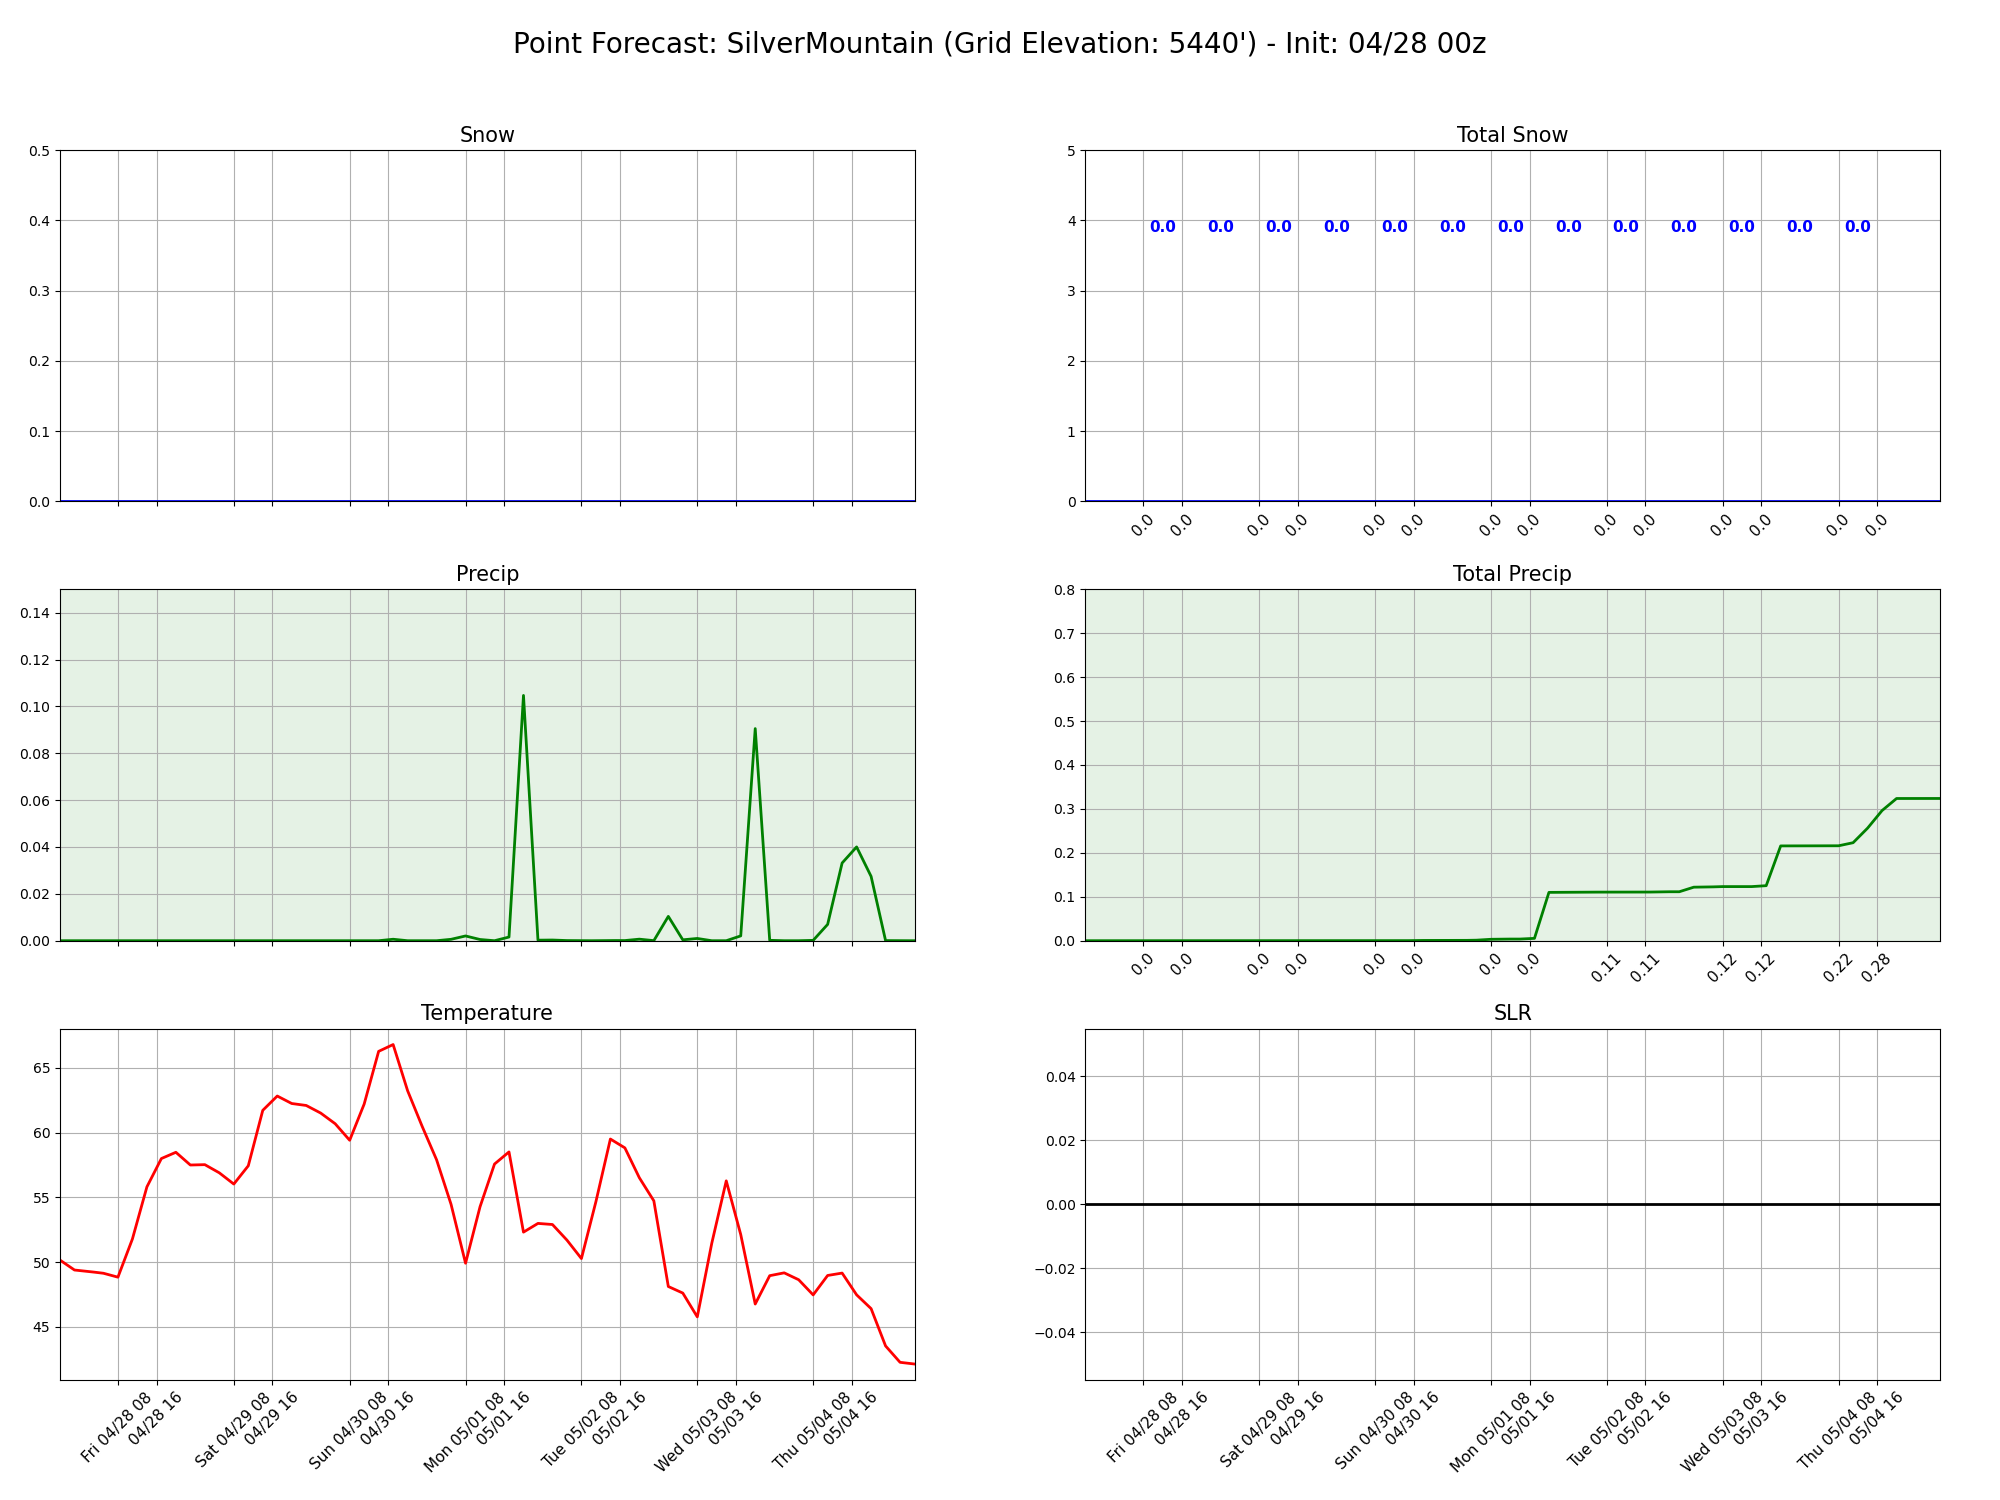 Point Forecast: SilverMountain (Grid Elevation: 5440') - Init: 04/28 00z
Snow
0.5
0.4
0.3
0.2
0.1
0.0
Total Snow
5
4
3
2
1
0
0.0 0.0 0.0 0.0 0.0 0.0 0.0 0.0 0.0 0.0 0.0 0.0 0.0
0.0 0.0 0.0 0.0 0.0 0.0 0.0 0.0 0.0 0.0 0.0 0.0 0.0 0.0
Precip
0.14
0.12
0.10
0.08
0.06
0.04
0.02
0.00
Total Precip
0.8
0.7
0.6
0.5
0.4
0.3
0.2
0.1
0.0
0.0 0.0 0.0 0.0 0.0 0.0 0.0 0.0 0.11 0.11 0.12 0.12 0.22 0.28
Temperature
65
60
55
50
45
Fri 04/28 08
04/28 16
Sat 04/29 08
04/29 16
Sun 04/30 08
04/30 16
Mon 05/01 08
05/01 16
Tue 05/02 08
05/02 16
Wed 05/03 08
05/03 16
Thu 05/04 08
05/04 16
SLR
0.04
0.02
0.00
−0.02
−0.04
Fri 04/28 08
04/28 16
Sat 04/29 08
04/29 16
Sun 04/30 08
04/30 16
Mon 05/01 08
05/01 16
Tue 05/02 08
05/02 16
Wed 05/03 08
05/03 16
Thu 05/04 08
05/04 16